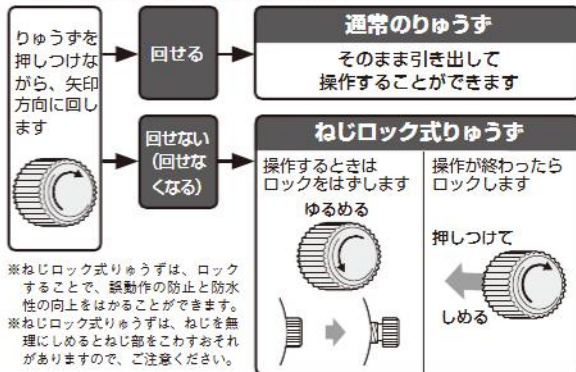 りゅうずを
押しつけな
がら、矢印
方向に回し
ます
回せる
通常のりゅうず
そのまま引き出して
操作することができます
回せない
（回せな
くなる）
ねじロック式りゅうず
操作するときは
ロックをはずします
ゆるめる
操作が終わったら
ロックします
押しつけて
しめる
※ねじロック式りゅうずは、ロック
することで、誤動作の防止と防水
性の向上をはかることができます。
※ねじロック式りゅうずは、ねじを無
理にしめるとねじ部をこわすおそれ
がありますので、ご注意ください。